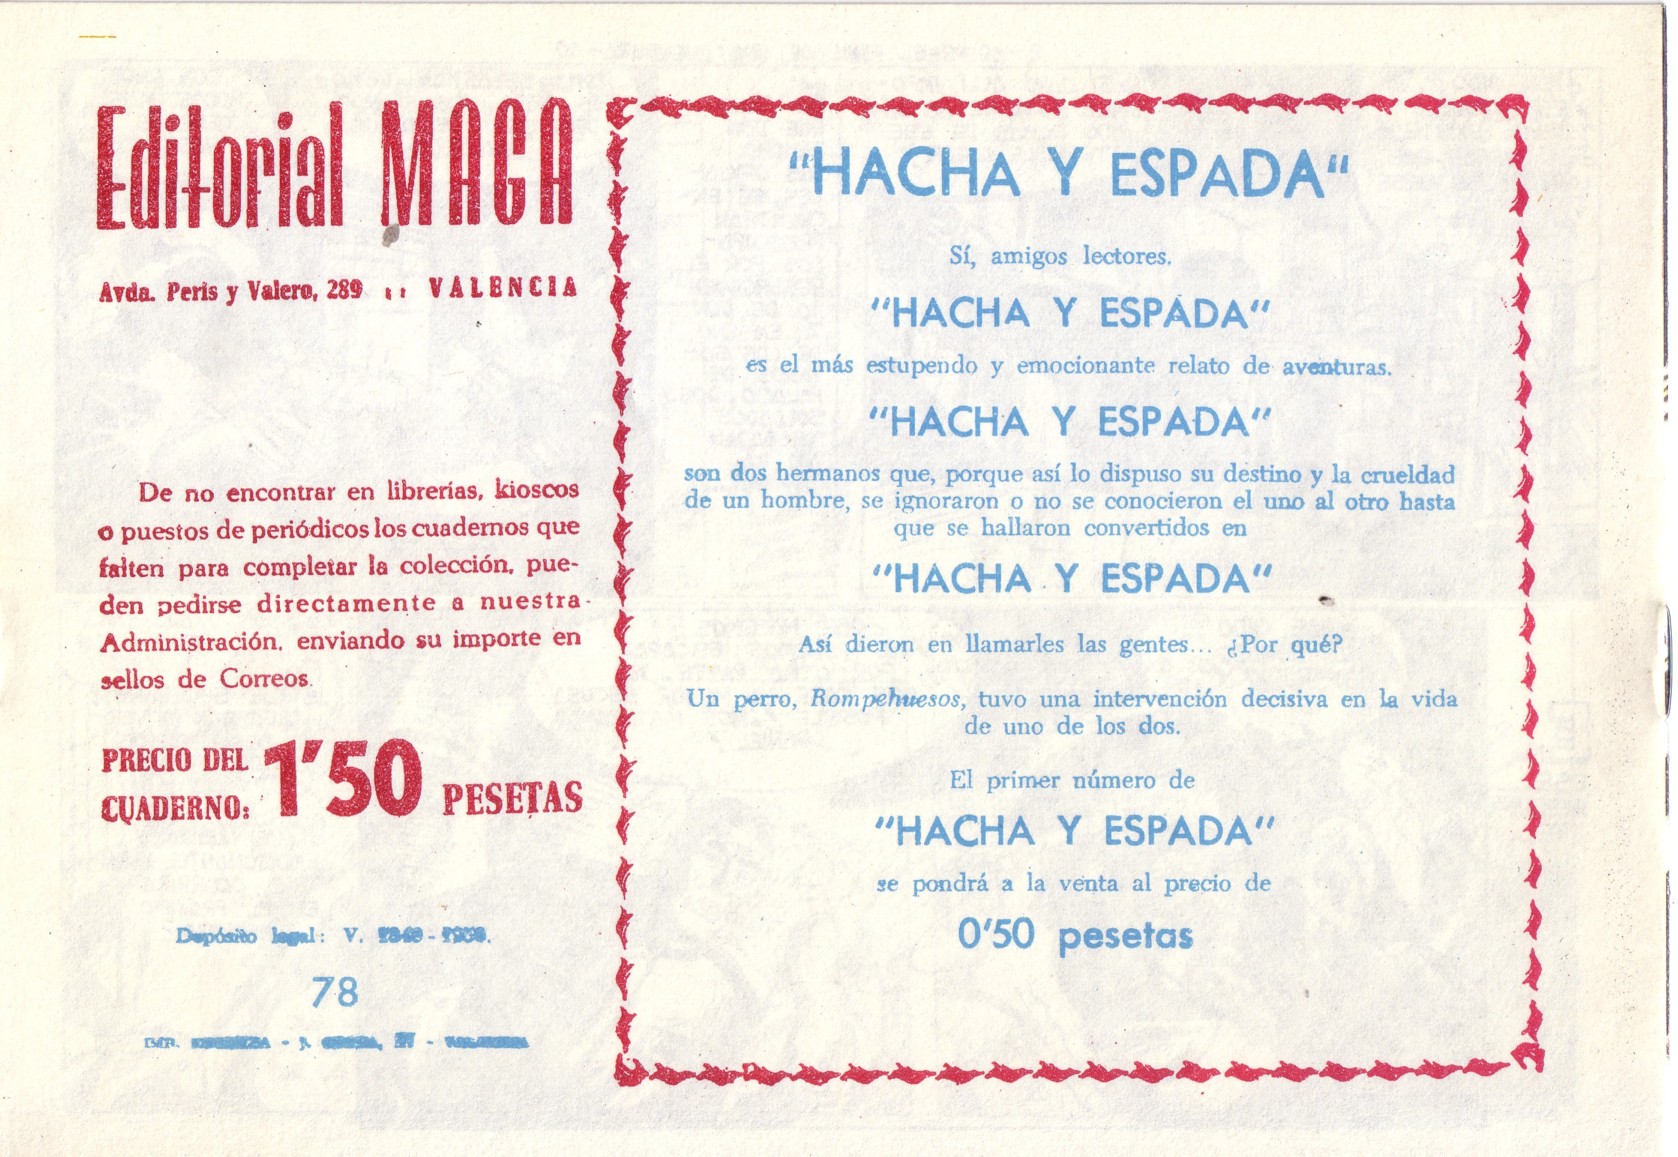 Editorial MAGA
Avda. Peris y Valero, 289 :: VALENCIA
De no encontrar en librerías, kioscos
o puestos de periódicos los cuadernos que
falten para completar la colección, pue-
den pedirse directamente a nuestra
Administración, enviando su importe en
sellos de Correos.
PRECIO DEL
CUADERNO: 1'50 PESETAS
Depósito legal: V.
78
IMP.
"HACHA Y ESPADA"
Sí, amigos lectores.
"HACHA Y ESPADA"
es el más estupendo y emocionante relato de aventuras.
"HACHA Y ESPADA"
son dos hermanos que, porque así lo dispuso su destino y la crueldad
de un hombre, se ignoraron o no se conocieron el uno al otro hasta
que se hallaron convertidos en
"HACHA Y ESPADA"
Así dieron en llamarles las gentes... ¿Por qué?
Un perro, Rompehuesos, tuvo una intervención decisiva en la vida
de uno de los dos.
El primer número de
"HACHA Y ESPADA"
se pondrá a la venta al precio de
0'50 pesetas